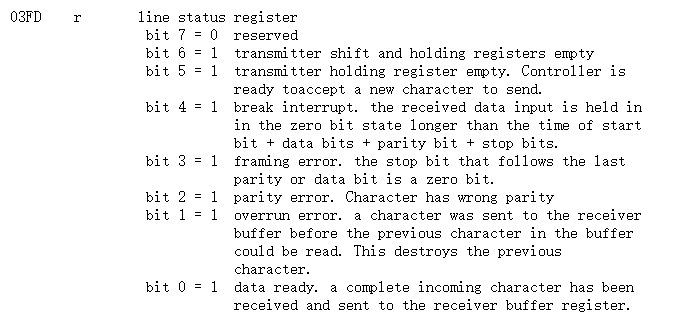 03FD r line status register
bit 7 = 0 reserved
bit 6 = 1 transmitter shift and holding registers empty
bit 5 = 1 transmitter holding register empty. Controller is
ready toaccept a new character to send.
bit 4 = 1 break interrupt. the received data input is held in
in the zero bit state longer than the time of start
bit + data bits + parity bit + stop bits.
bit 3 = 1 framing error. the stop bit that follows the last
parity or data bit is a zero bit.
bit 2 = 1 parity error. Character has wrong parity
bit 1 = 1 overrun error. a character was sent to the receiver
buffer before the previous character in the buffer
could be read. This destroys the previous
character.
bit 0 = 1 data ready. a complete incoming character has been
received and sent to the receiver buffer register.